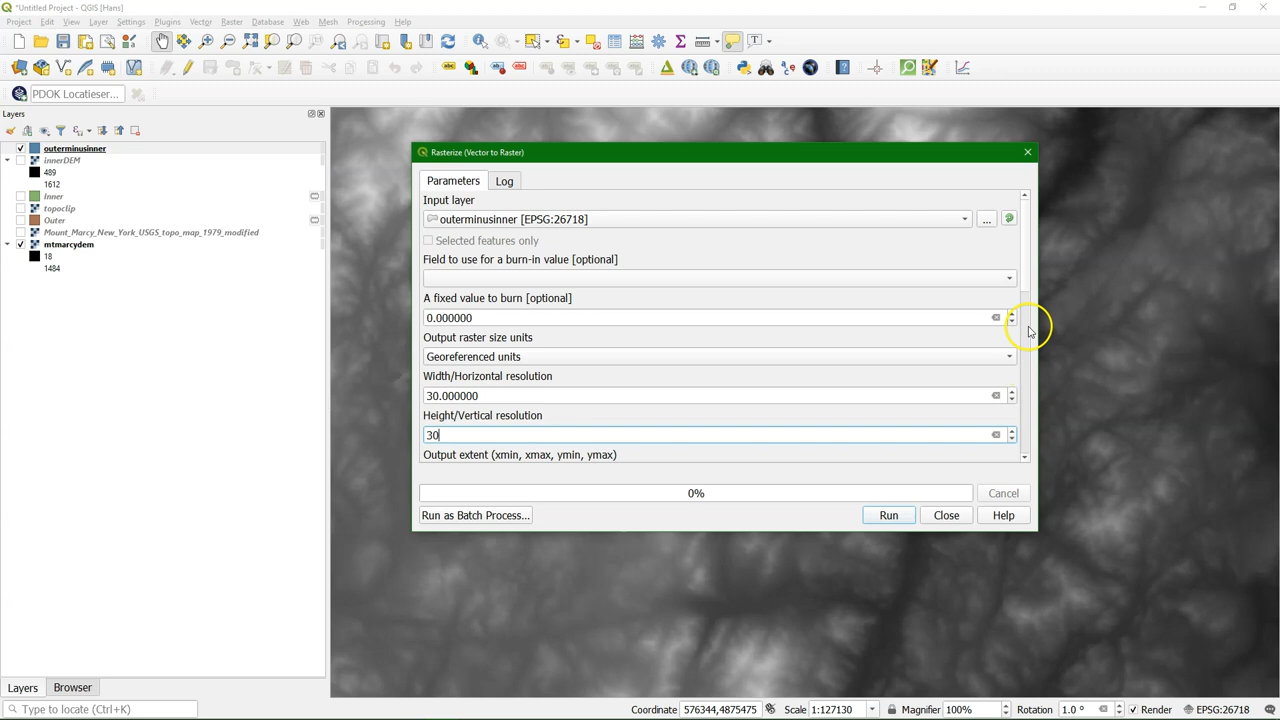 *Untitled Project - QGIS [Hans]
Project Edit View Layer Settings Plugins Vector Raster Database Web Mesh Processing Help
PDOK Locatieser...
Layers
outerminusinner
innerDEM
489
1612
Inner
topoclip
Outer
Mount_Marcy_New_York_USGS_topo_map_1979_modified
mtmarcydem
18
1484
Rasterize (Vector to Raster)
Parameters Log
Input layer
outerminusinner [EPSG:26718]
...
Selected features only
Field to use for a burn-in value [optional]
A fixed value to burn [optional]
0.000000
Output raster size units
Georeferenced units
Width/Horizontal resolution
30.000000
Height/Vertical resolution
30
Output extent (xmin, xmax, ymin, ymax)
0%
Cancel
Run as Batch Process...
Run
Close
Help
Layers Browser
Type to locate (Ctrl+K)
Coordinate 576344,4875475 Scale 1:127130 Magnifier 100% Rotation 1.0 ° Render EPSG:26718